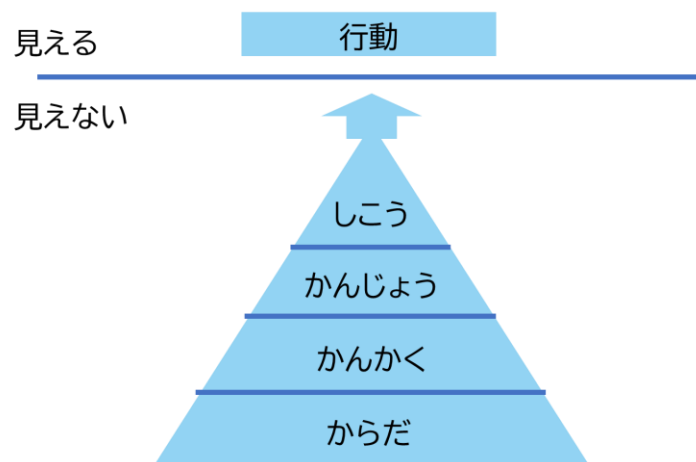 見える
行動
見えない
しこう
かんじょう
かんかく
からだ